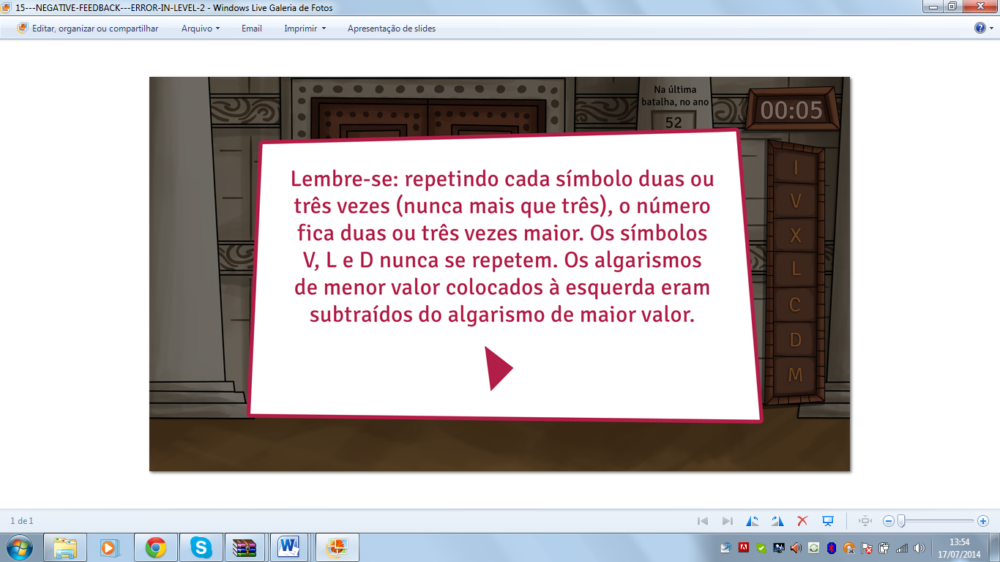 15---NEGATIVE-FEEDBACK---ERROR-IN-LEVEL-2 - Windows Live Galeria de Fotos
Editar, organizar ou compartilhar Arquivo Email Imprimir Apresentação de slides
Na última
batalha, no ano
52
00:05
Lembre-se: repetindo cada símbolo duas ou
três vezes (nunca mais que três), o número
fica duas ou três vezes maior. Os símbolos
V, L e D nunca se repetem. Os algarismos
de menor valor colocados à esquerda eram
subtraídos do algarismo de maior valor.
I
V
X
L
C
D
M
1 de 1
13:54
17/07/2014